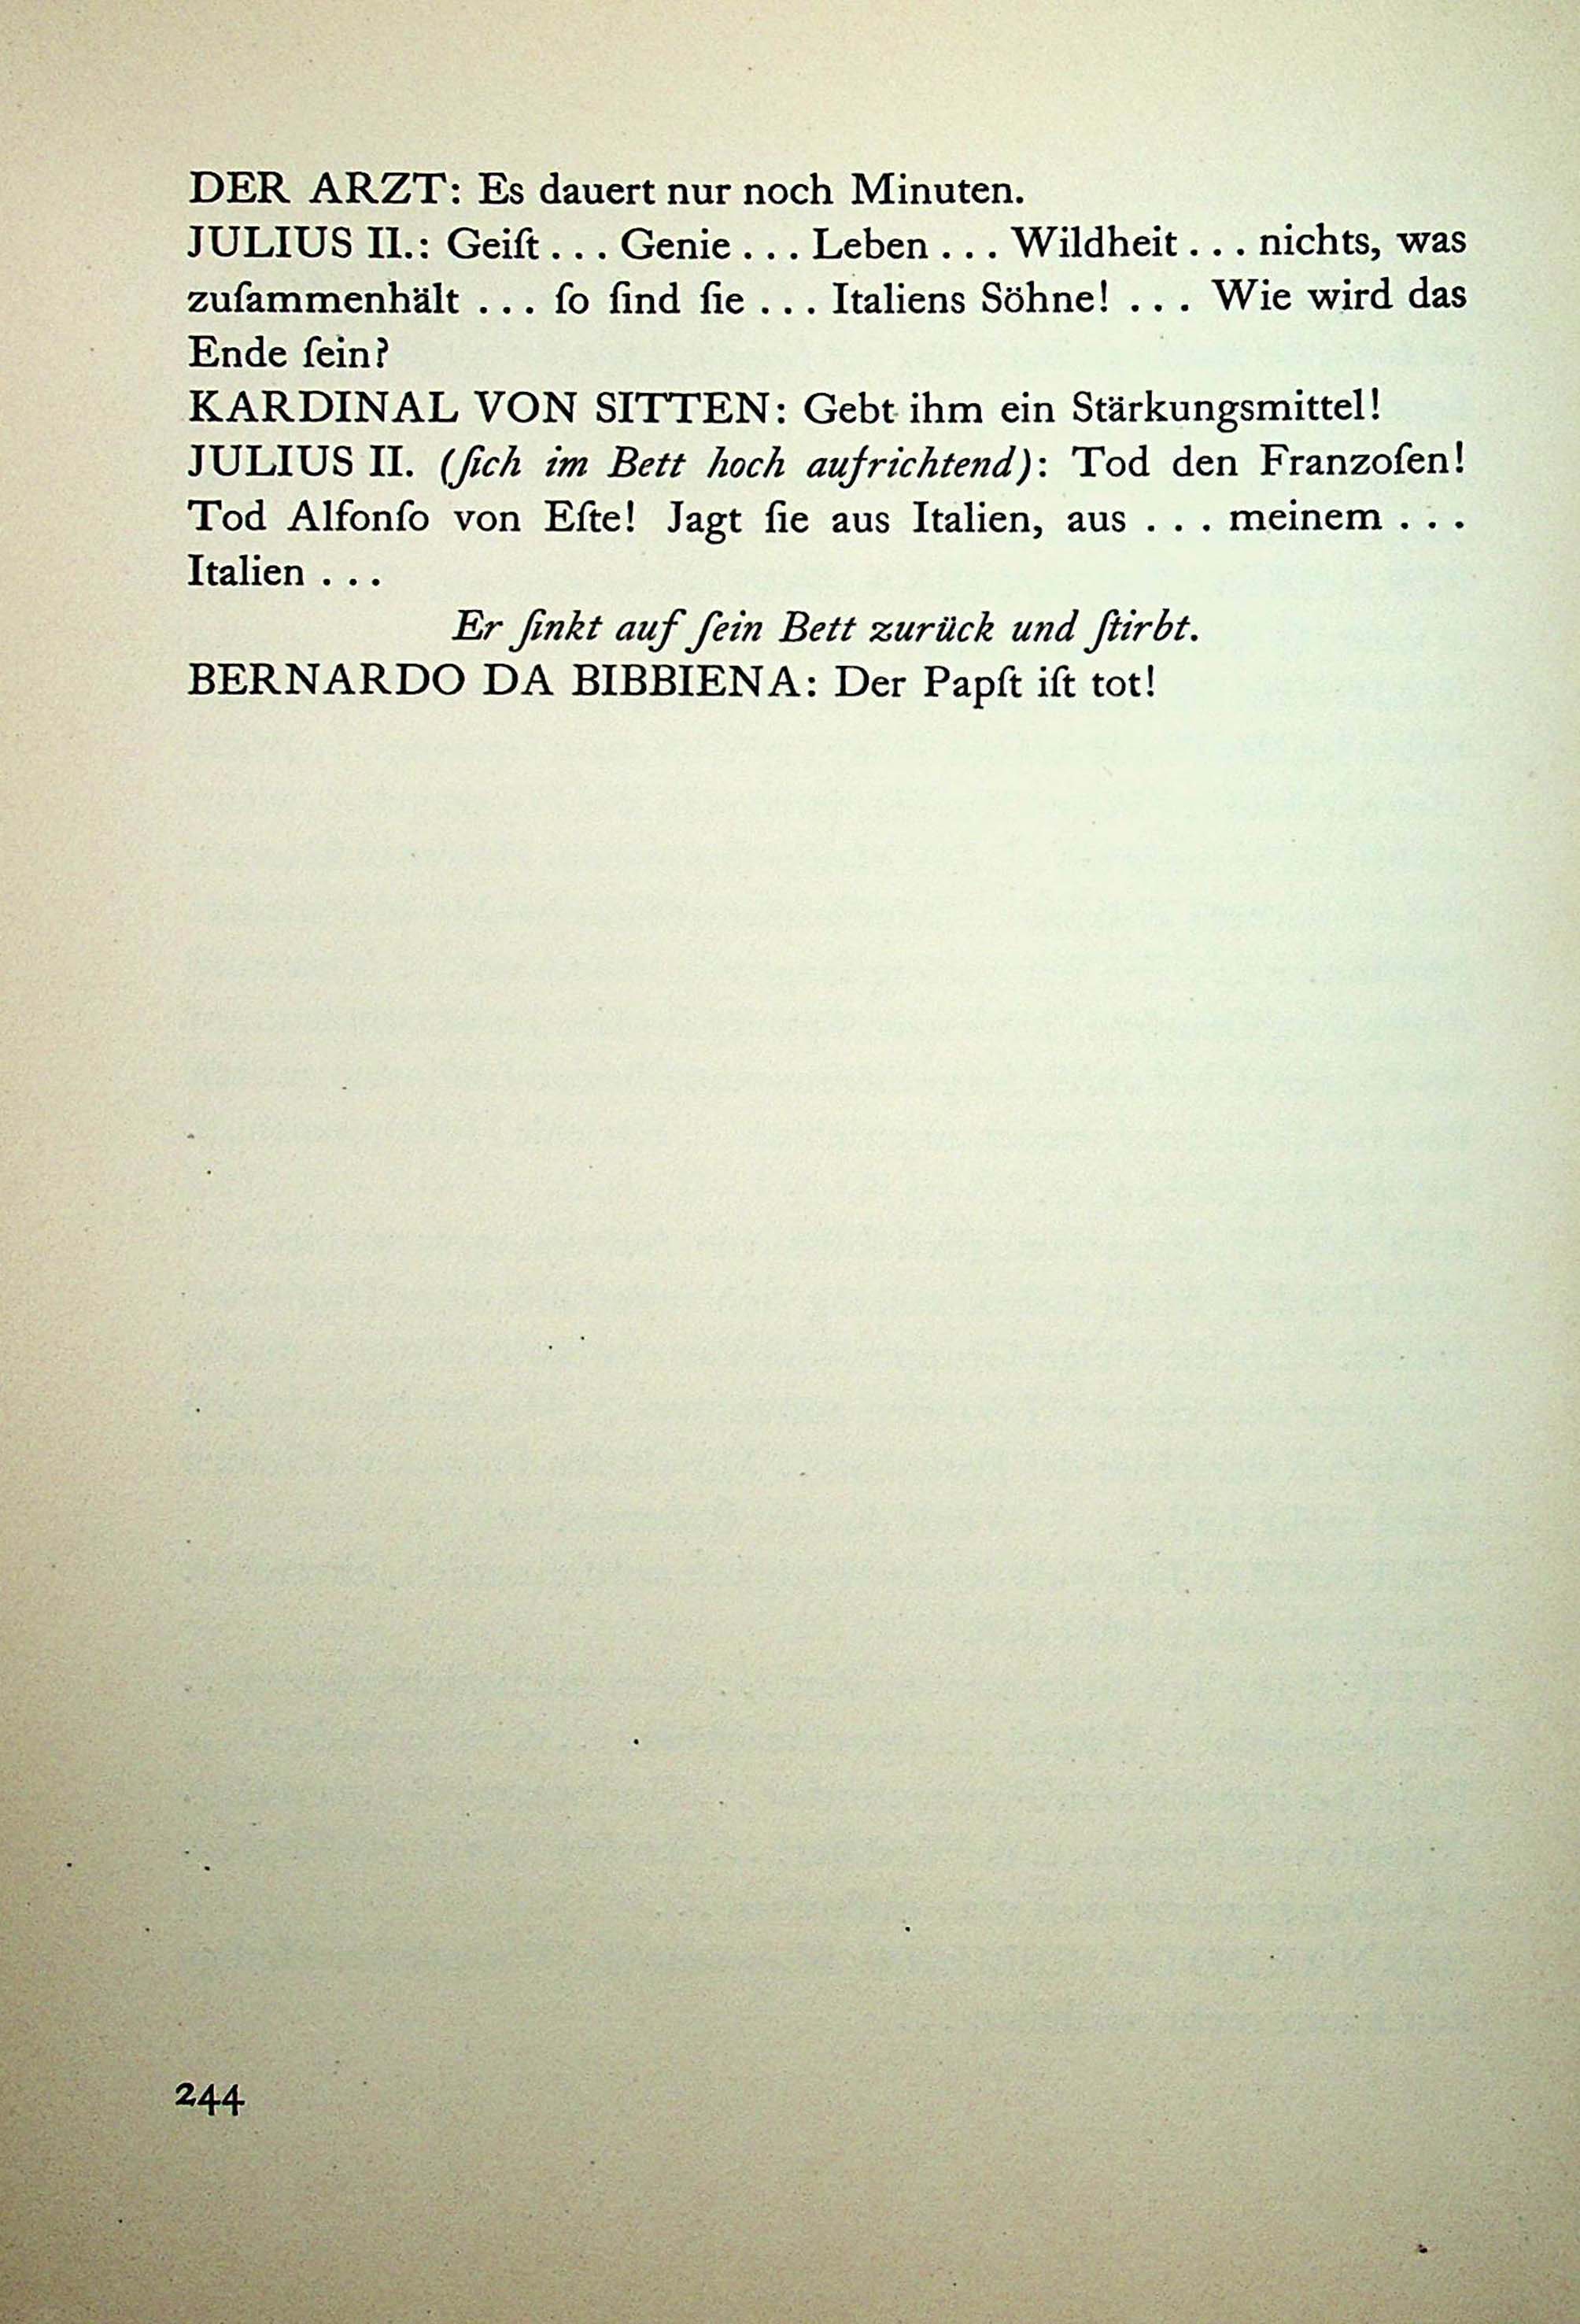 DER ARZT: Es dauert nur noch Minuten.
JULIUS II.: Geiſt . . . Genie . . . Leben . . . Wildheit . . . nichts, was
zuſammenhält . . . ſo ſind ſie . . . Italiens Söhne! . . . Wie wird das
Ende ſein?
KARDINAL VON SITTEN: Gebt ihm ein Stärkungsmittel!
JULIUS II. (ſich im Bett hoch aufrichtend): Tod den Franzoſen!
Tod Alfonſo von Eſte! Jagt ſie aus Italien, aus . . . meinem . . .
Italien . . .
Er ſinkt auf ſein Bett zurück und ſtirbt.
BERNARDO DA BIBBIENA: Der Papſt iſt tot!
244